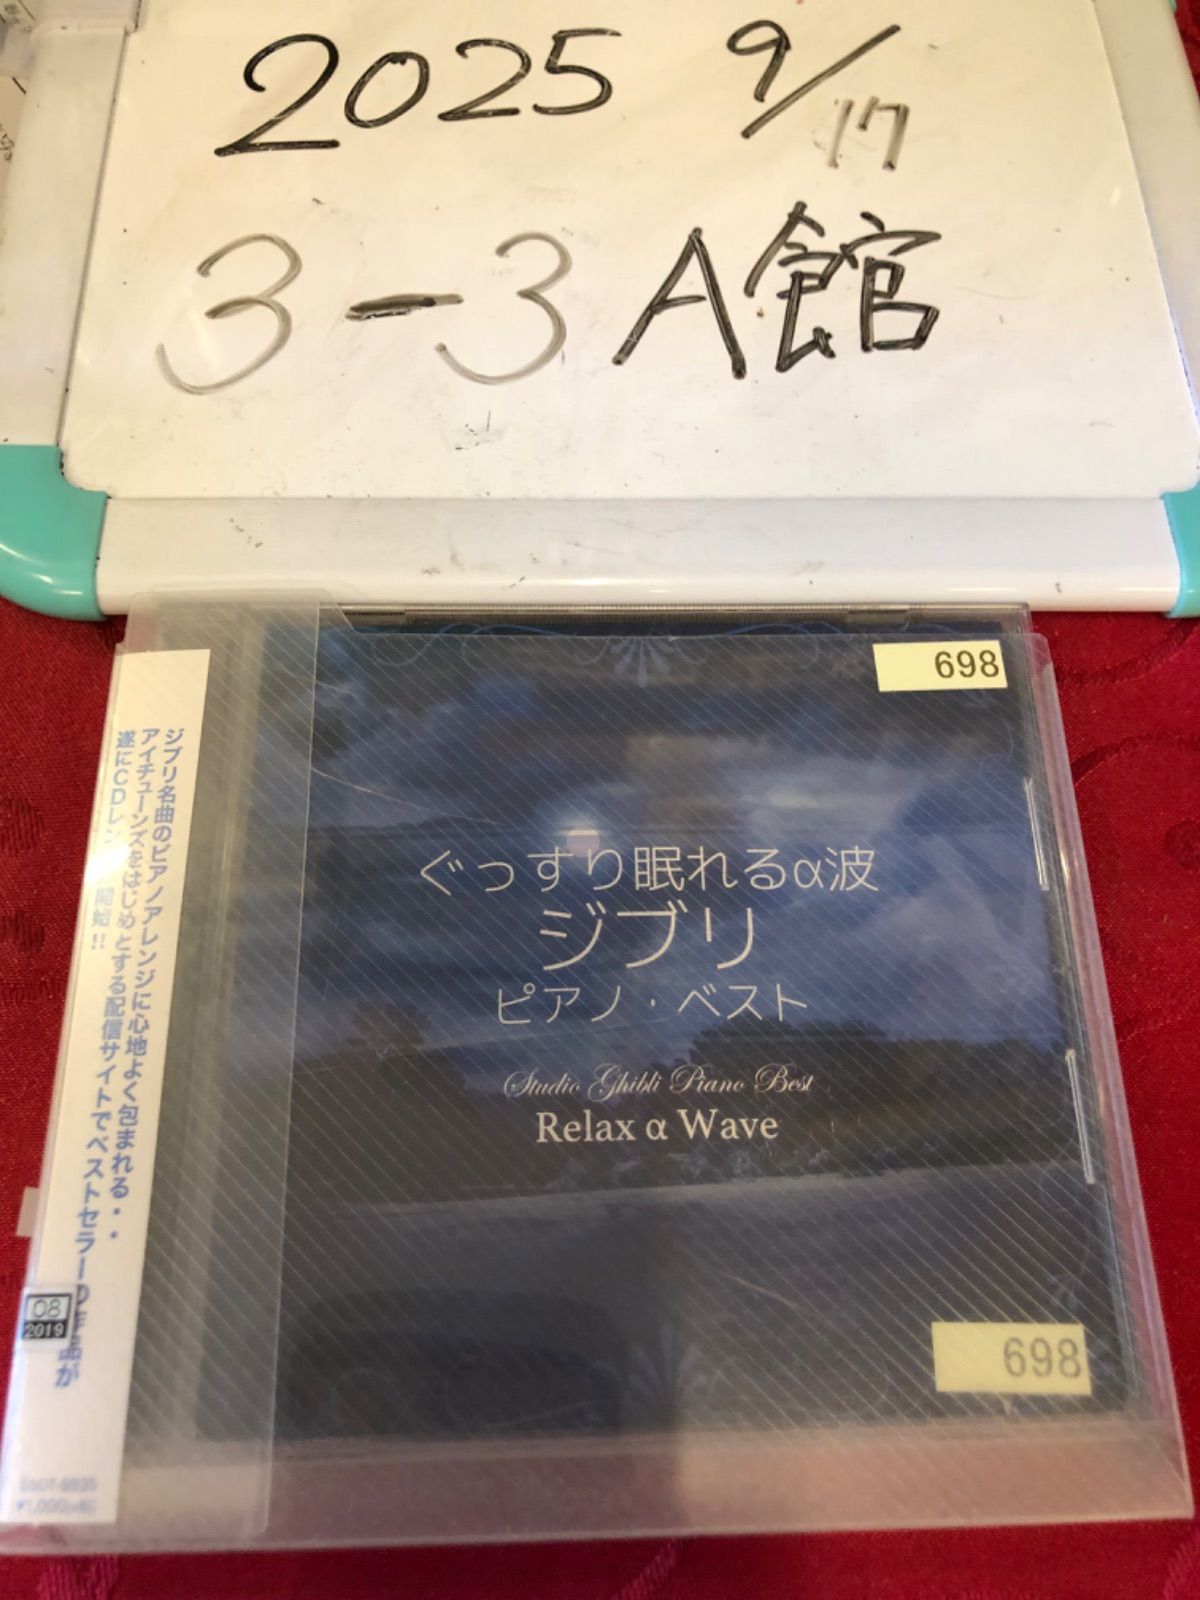 2025 9/17
3-3 A館
698
ぐっすり眠れるα波
ジブリ
ピアノ・ベスト
Studio Ghibli Piano Best
Relax α Wave
698
ジブリ名曲のピアノアレンジに心地よく包まれる・・
アイチューンズをはじめとする配信サイトでベストセラーの作品が
遂にCDレン 開始!!
08
2019